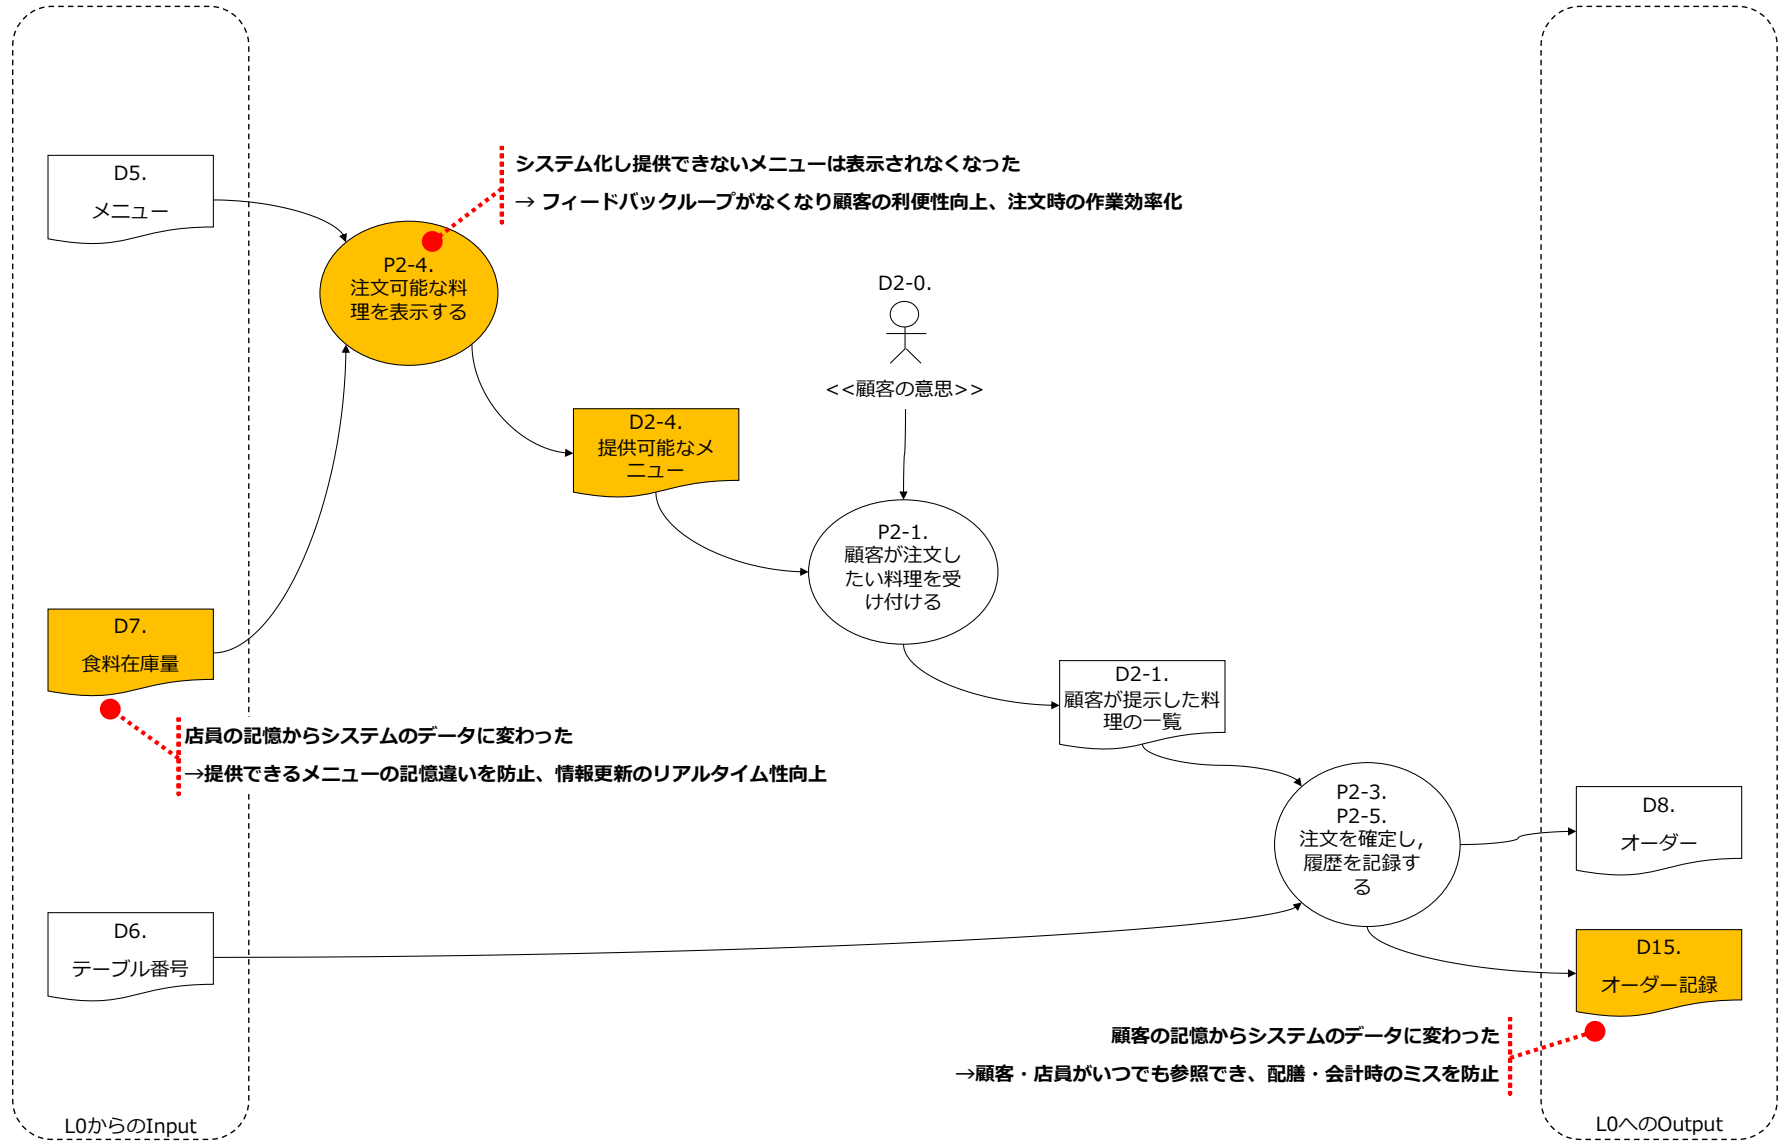 D5.
メニュー
システム化し提供できないメニューは表示されなくなった
→ フィードバックループがなくなり顧客の利便性向上、注文時の作業効率化
P2-4.
注文可能な料
理を表示する
D2-0.
<<顧客の意思>>
D2-4.
提供可能なメ
ニュー
P2-1.
顧客が注文し
たい料理を受
け付ける
D7.
食料在庫量
店員の記憶からシステムのデータに変わった
→提供できるメニューの記憶違いを防止、情報更新のリアルタイム性向上
D2-1.
顧客が提示した料
理の一覧
P2-3.
P2-5.
注文を確定し,
履歴を記録す
る
D8.
オーダー
D6.
テーブル番号
D15.
オーダー記録
顧客の記憶からシステムのデータに変わった
→顧客・店員がいつでも参照でき、配膳・会計時のミスを防止
L0からのInput
L0へのOutput